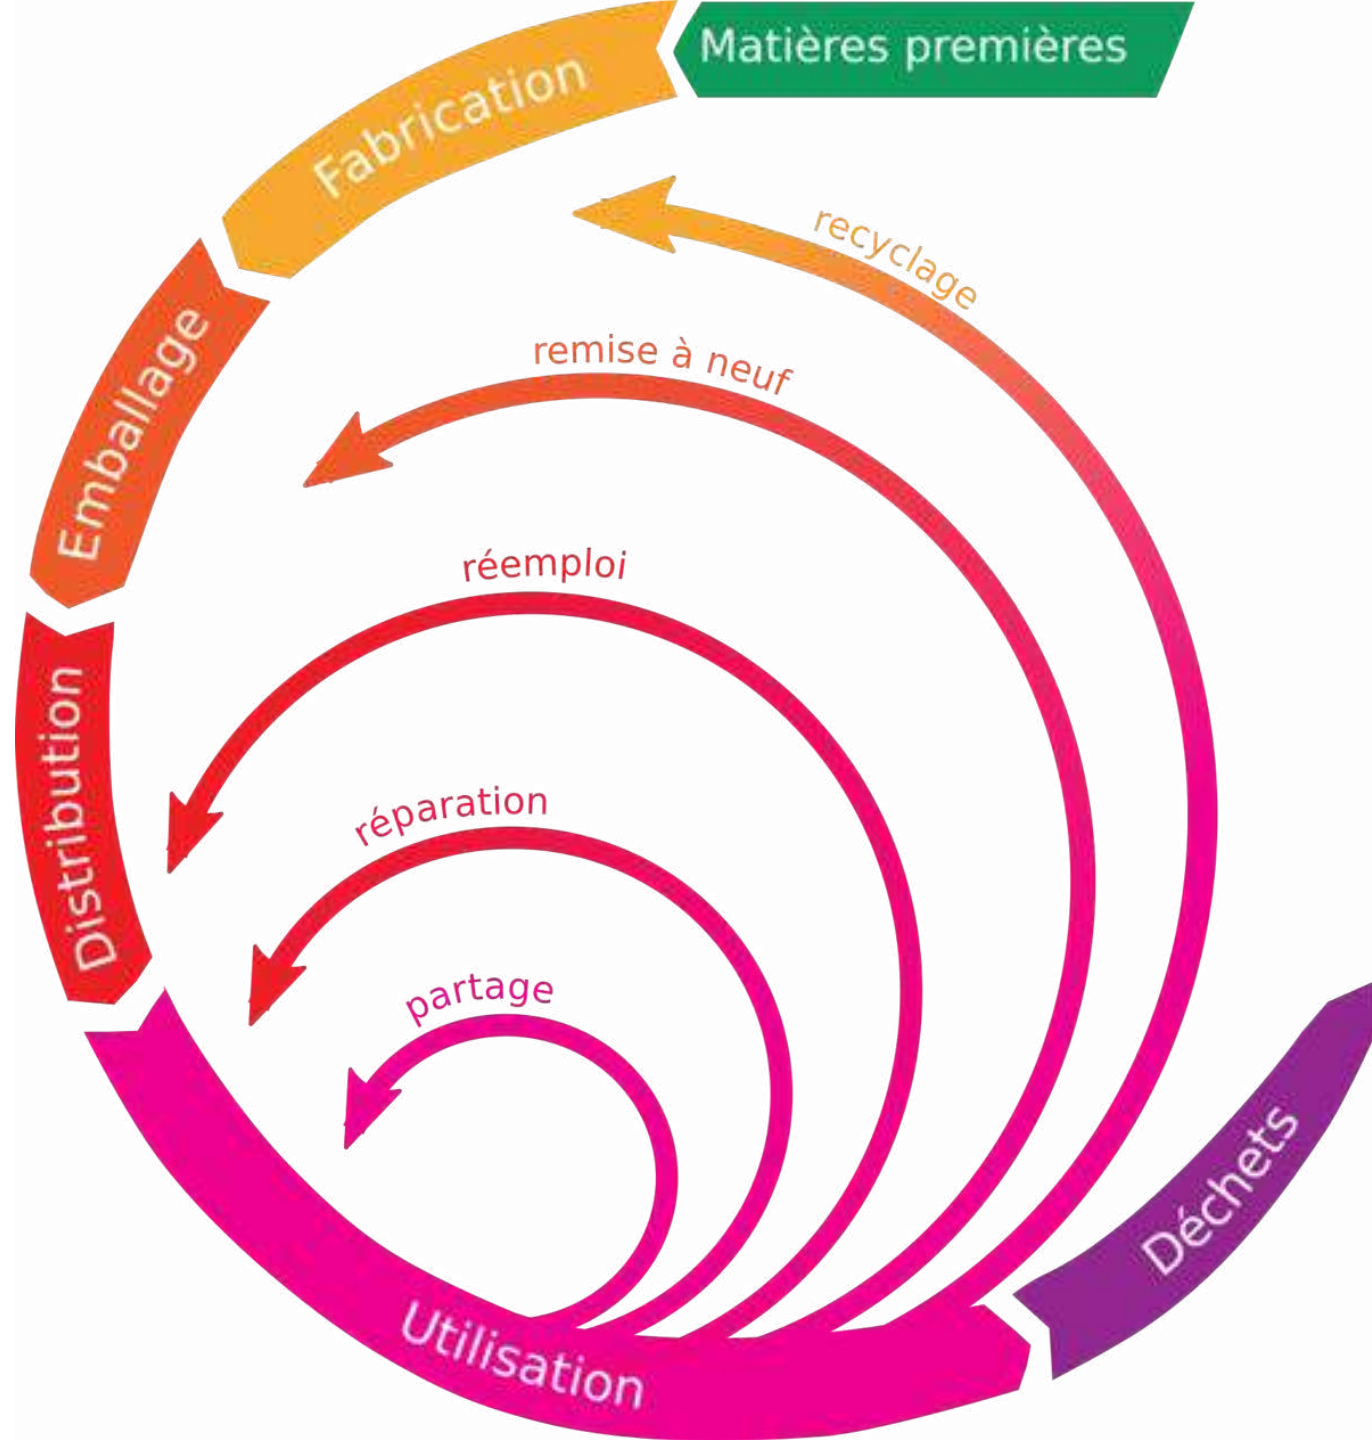 Matières premières
Fabrication
recyclage
Emballage
remise à neuf
réemploi
Distribution
réparation
partage
Déchets
Utilisation